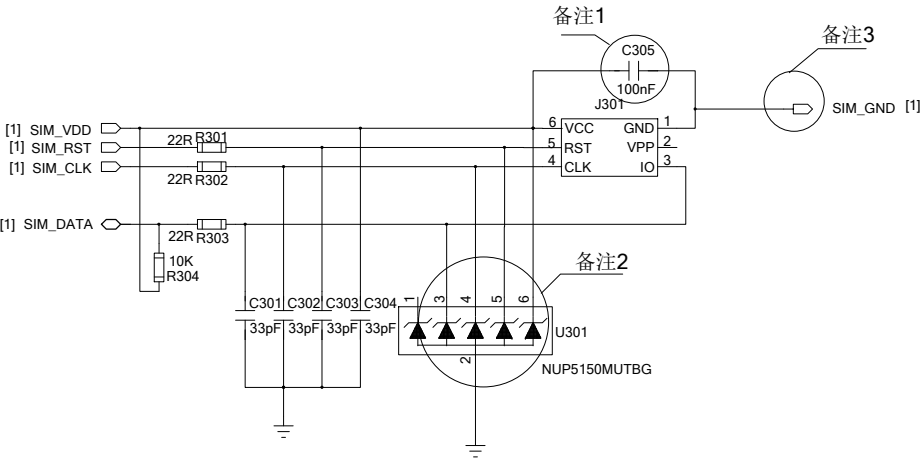 备注1
备注3
C305
100nF
J301
[1] SIM_VDD
SIM_GND [1]
6 VCC GND 1
22R R301
[1] SIM_RST
5 RST VPP 2
[1] SIM_CLK
4 CLK IO 3
22R R302
[1] SIM_DATA
22R R303
备注2
10K
R304
1 3 4 5 6
C301 C302 C303 C304
33pF 33pF 33pF 33pF
U301
2
NUP5150MUTBG